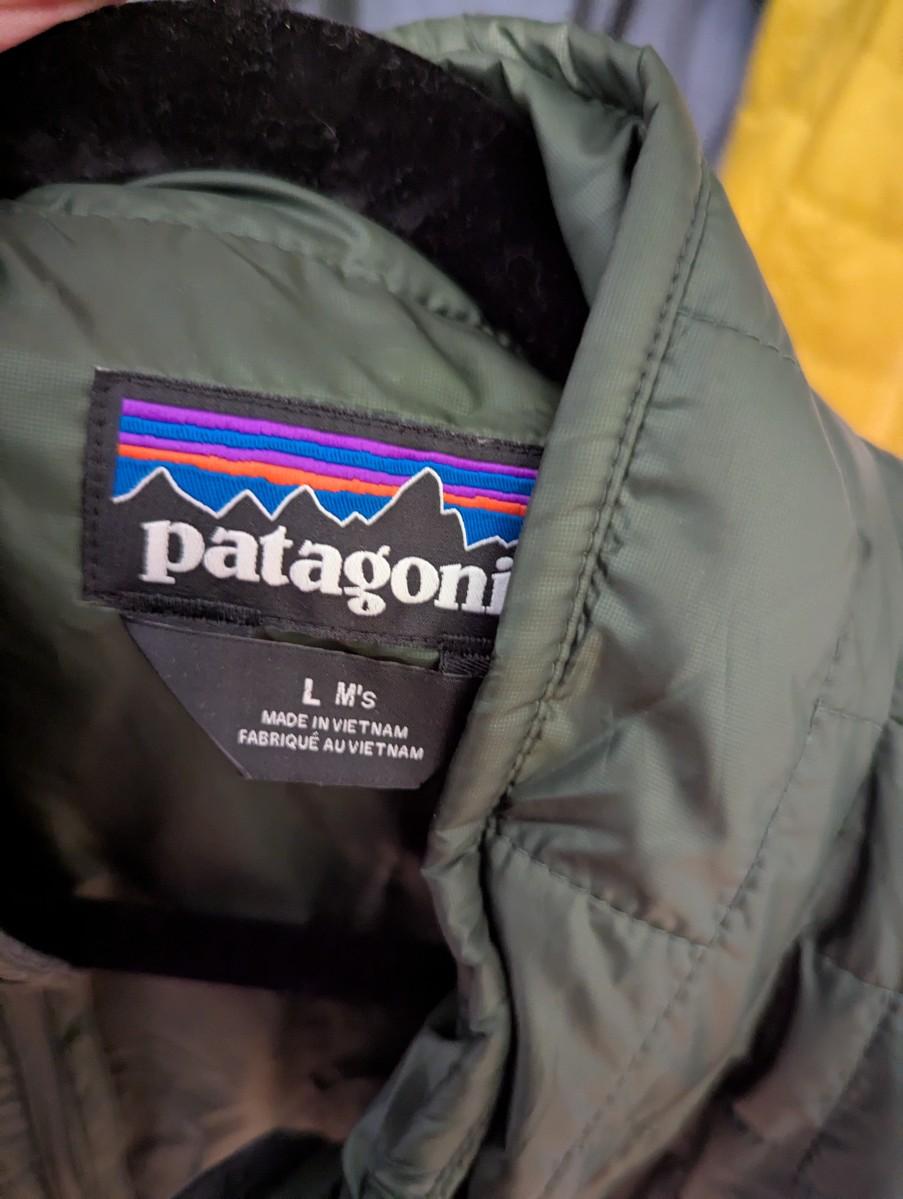 patagoni
L M's
MADE IN VIETNAM
FABRIQUÉ AU VIETNAM